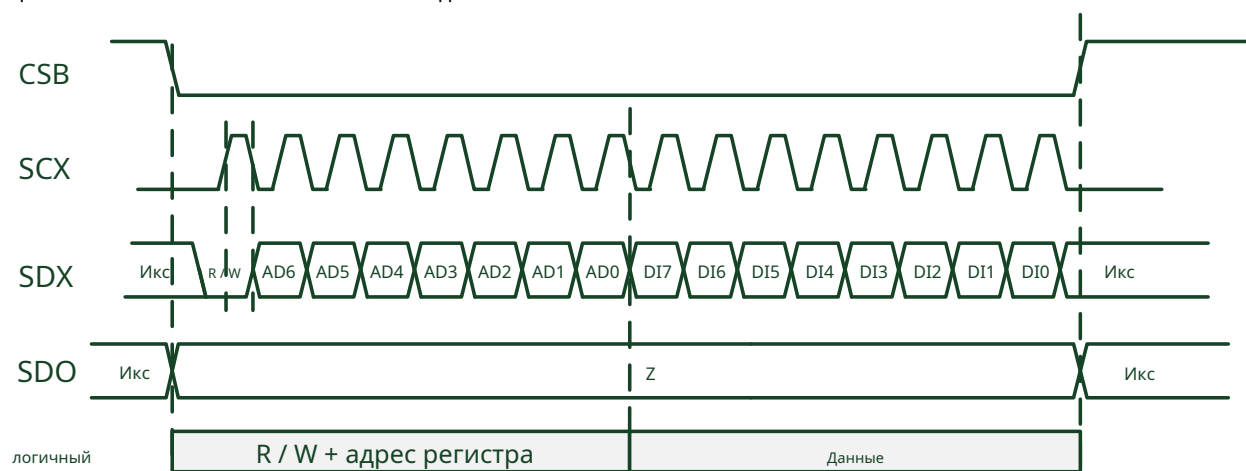 CSB
SCX
SDX
Икс R / W AD6 AD5 AD4 AD3 AD2 AD1 AD0 DI7 DI6 DI5 DI4 DI3 DI2 DI1 DI0 Икс
SDO Икс Z Икс
логичный R / W + адрес регистра Данные